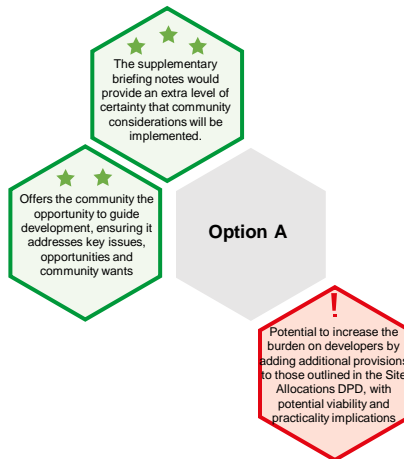 The supplementary
briefing notes would
provide an extra level of
certainty that community
considerations will be
implemented.
Offers the community the
opportunity to guide
development, ensuring it
addresses key issues,
opportunities and
community wants
Option A
!
Potential to increase the
burden on developers by
adding additional provisions
to those outlined in the Site
Allocations DPD, with
potential viability and
practicality implications